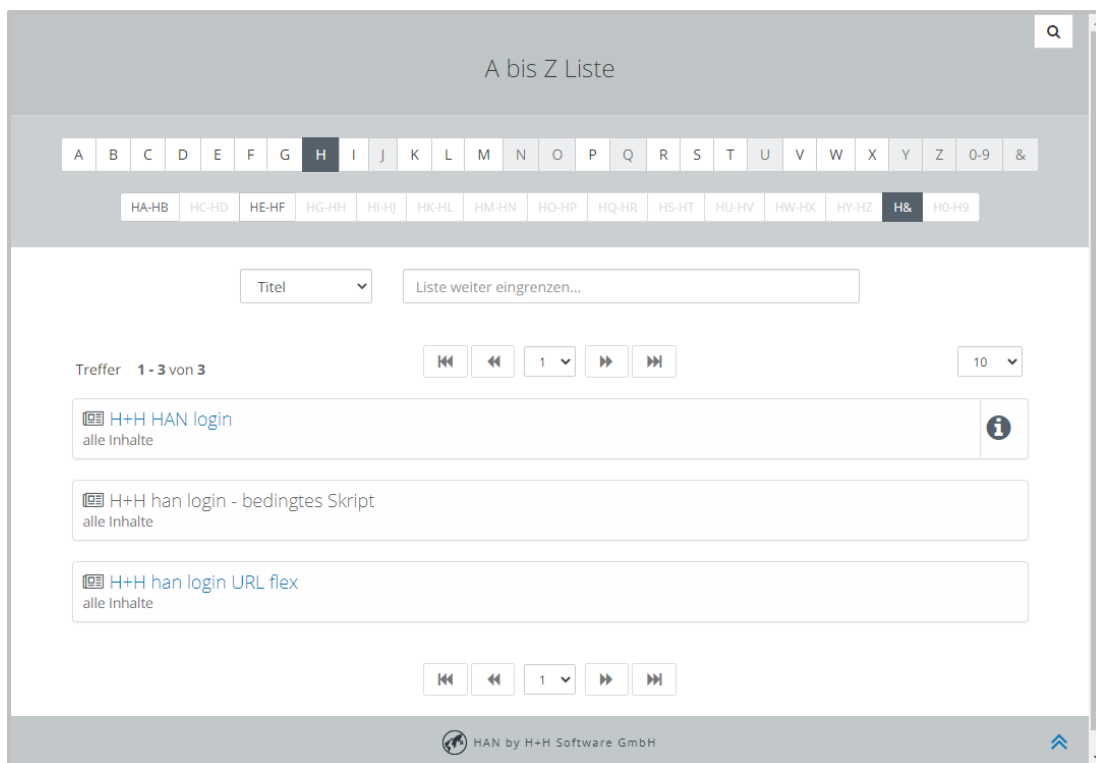 A bis Z Liste
A B C D E F G H I J K L M N O P Q R S T U V W X Y Z 0-9 &
HA-HB HC-HD HE-HF HG-HH HI-HJ HK-HL HM-HN HO-HP HQ-HR HS-HT HU-HV HW-HX HY-HZ H& H0-H9
Titel Liste weiter eingrenzen...
Treffer 1 - 3 von 3 1 10
H+H HAN login
alle Inhalte
H+H han login - bedingtes Skript
alle Inhalte
H+H han login URL flex
alle Inhalte
1
HAN by H+H Software GmbH